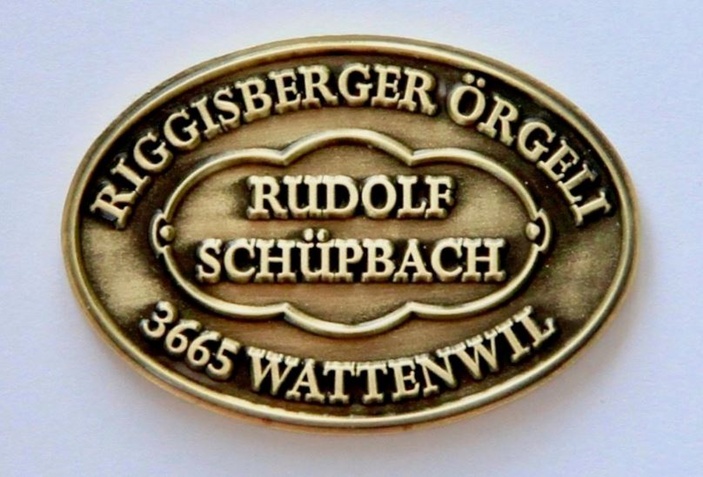 RIGGISBERGER ÖRGELI
RUDOLF
SCHÜPBACH
3665 WATTENWIL